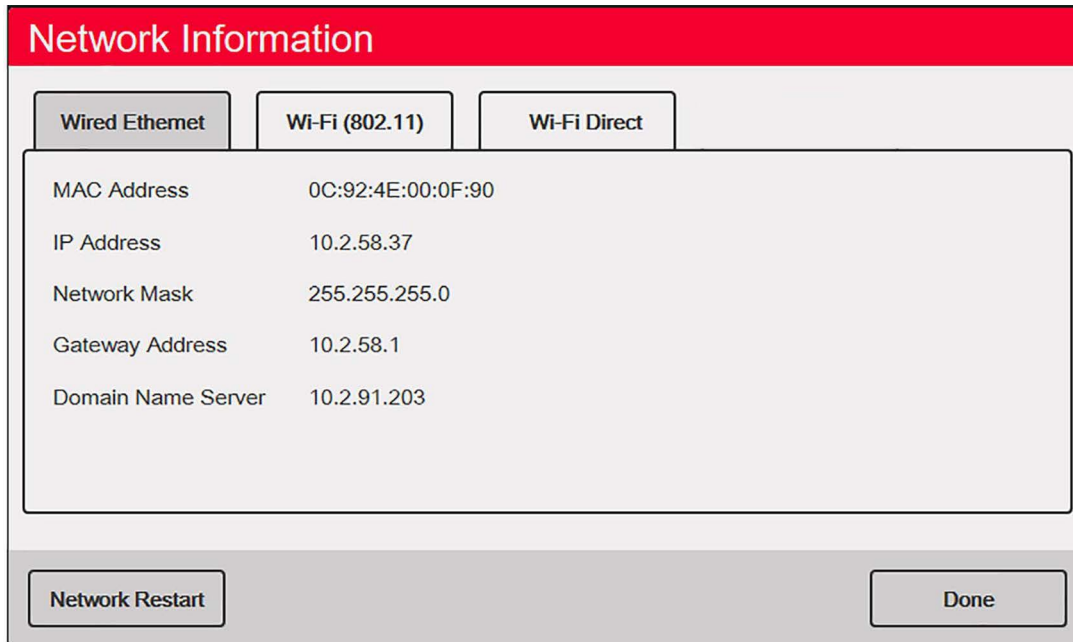 Network Information
Wired Ethernet Wi-Fi (802.11) Wi-Fi Direct
MAC Address 0C:92:4E:00:0F:90
IP Address 10.2.58.37
Network Mask 255.255.255.0
Gateway Address 10.2.58.1
Domain Name Server 10.2.91.203
Network Restart Done